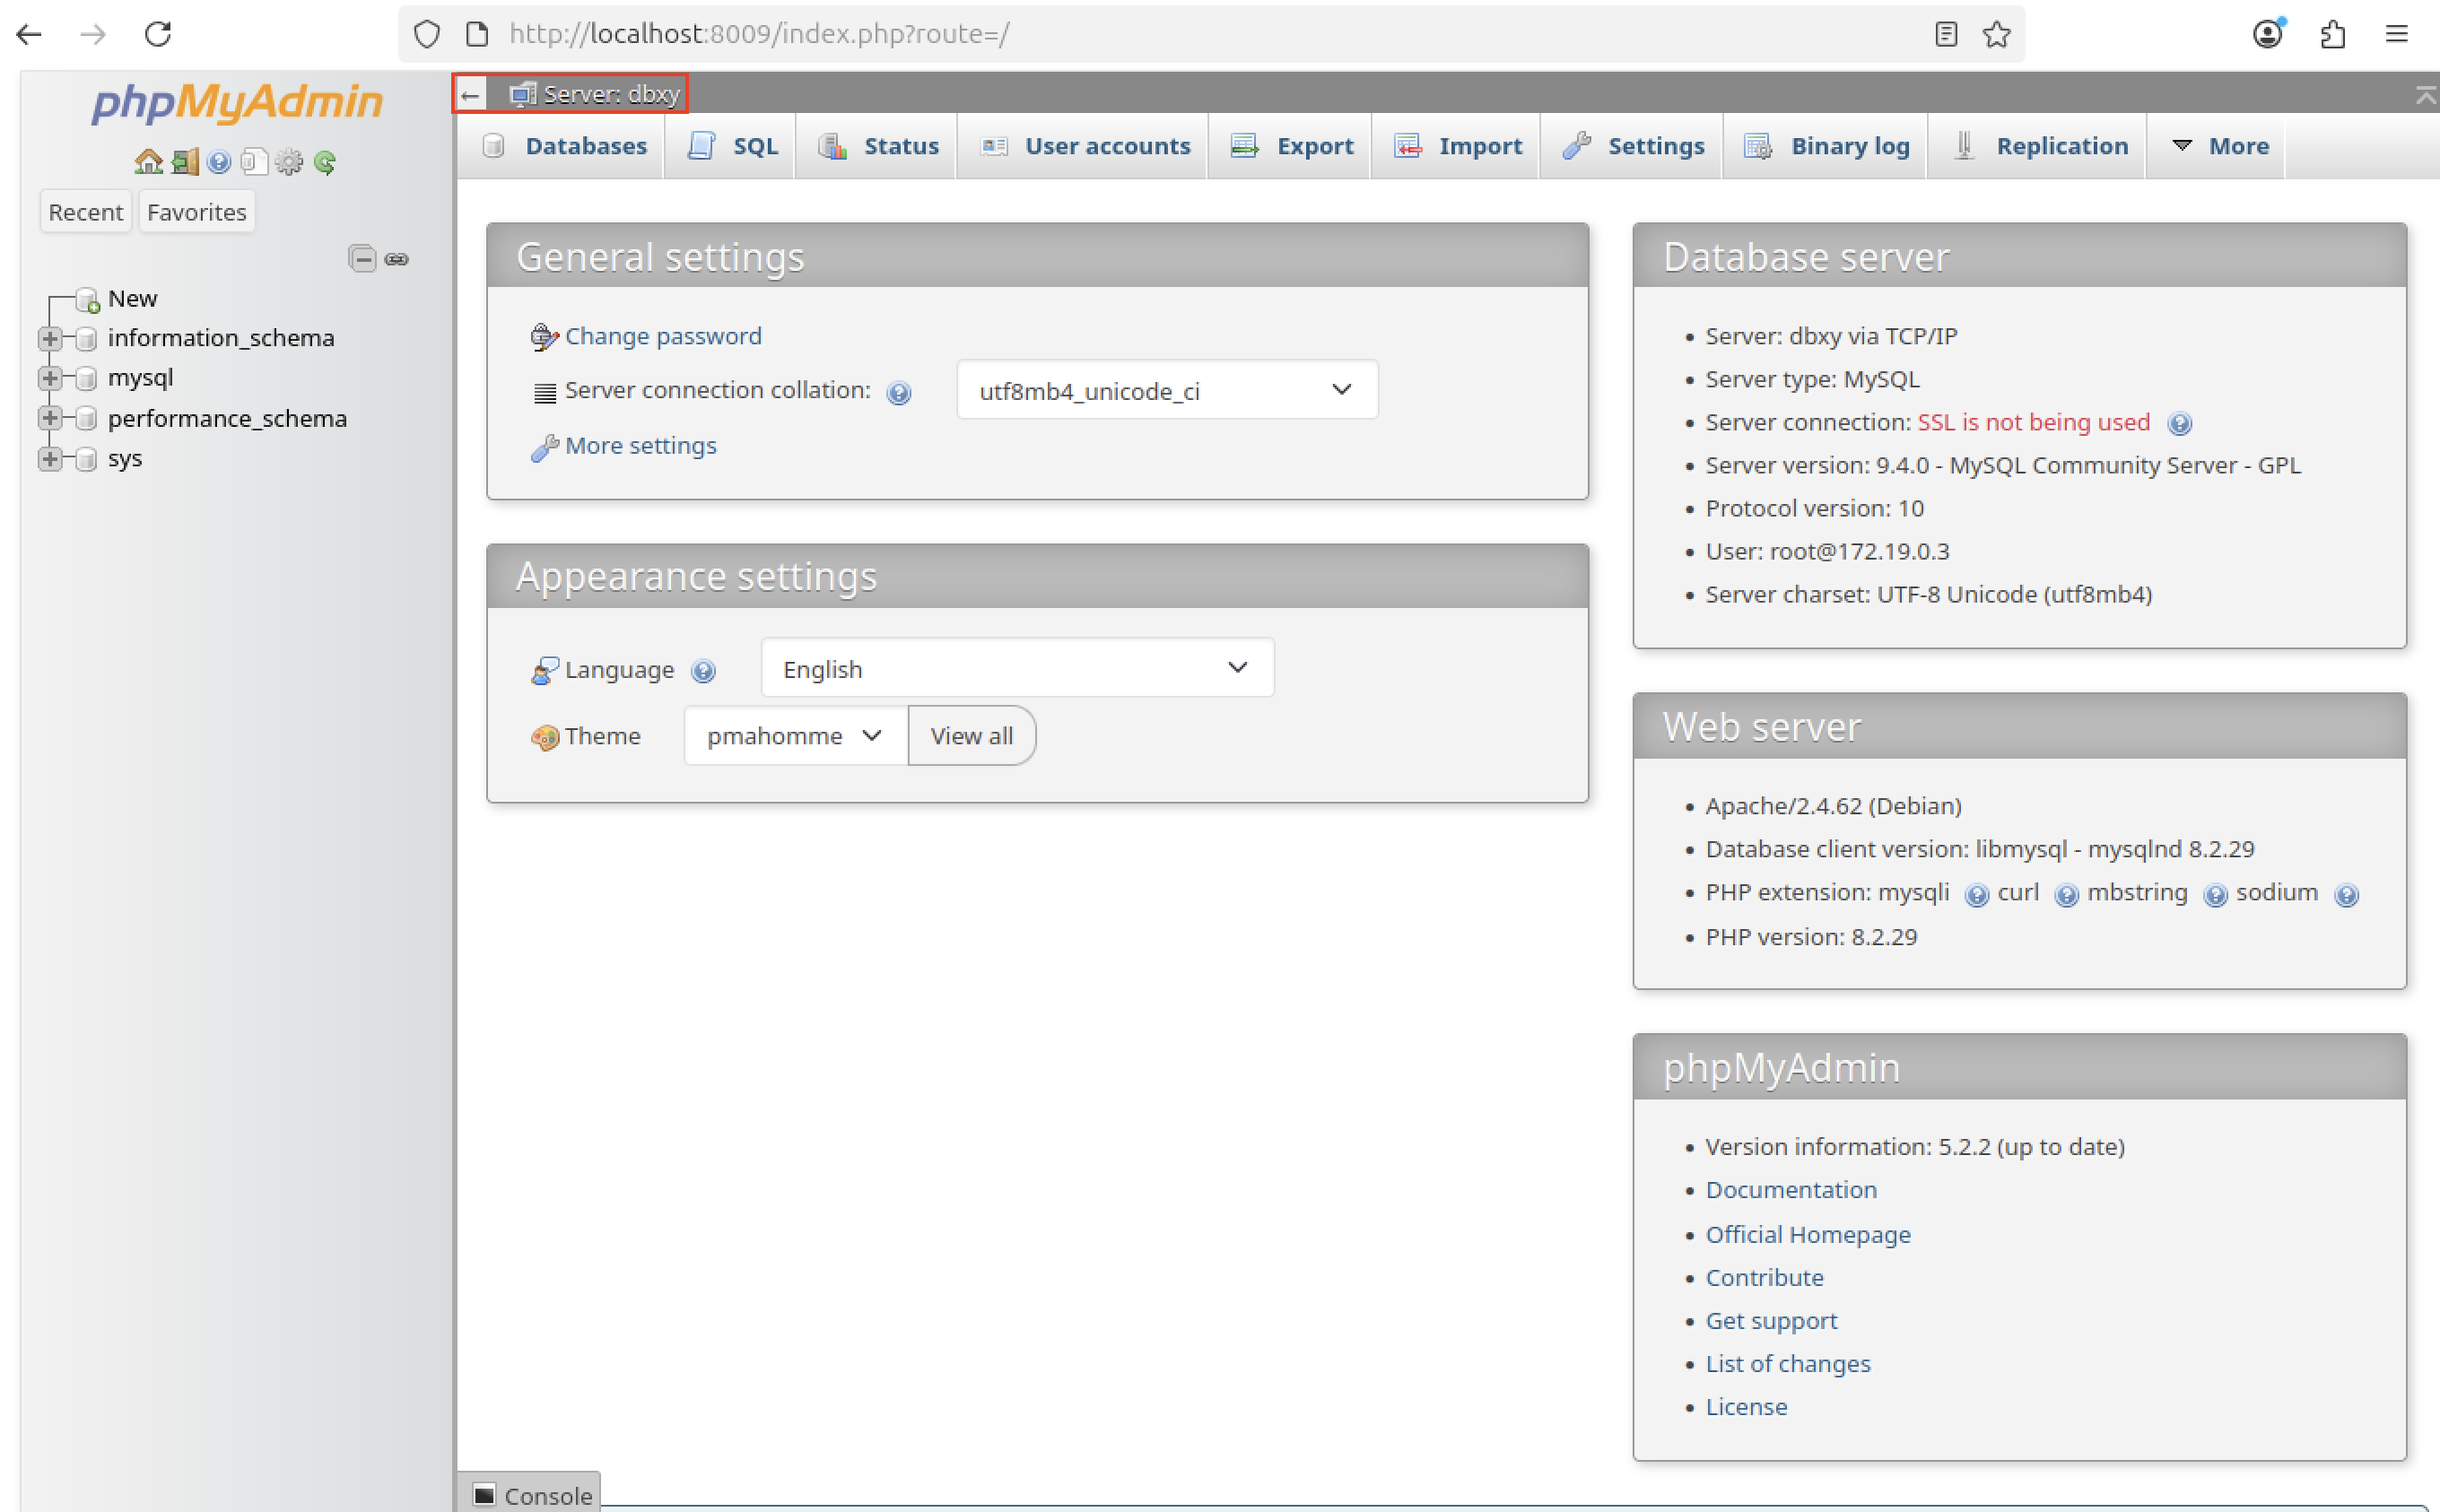 http://localhost:8009/index.php?route=/
phpMyAdmin
Recent Favorites
New
information_schema
mysql
performance_schema
sys
← Server: dbxy
Databases SQL Status User accounts Export Import Settings Binary log Replication More
General settings
Change password
Server connection collation: utf8mb4_unicode_ci
More settings
Appearance settings
Language English
Theme pmahomme View all
Database server
• Server: dbxy via TCP/IP
• Server type: MySQL
• Server connection: SSL is not being used
• Server version: 9.4.0 - MySQL Community Server - GPL
• Protocol version: 10
• User: root@172.19.0.3
• Server charset: UTF-8 Unicode (utf8mb4)
Web server
• Apache/2.4.62 (Debian)
• Database client version: libmysql - mysqlnd 8.2.29
• PHP extension: mysqli curl mbstring sodium
• PHP version: 8.2.29
phpMyAdmin
• Version information: 5.2.2 (up to date)
• Documentation
• Official Homepage
• Contribute
• Get support
• List of changes
• License
Console